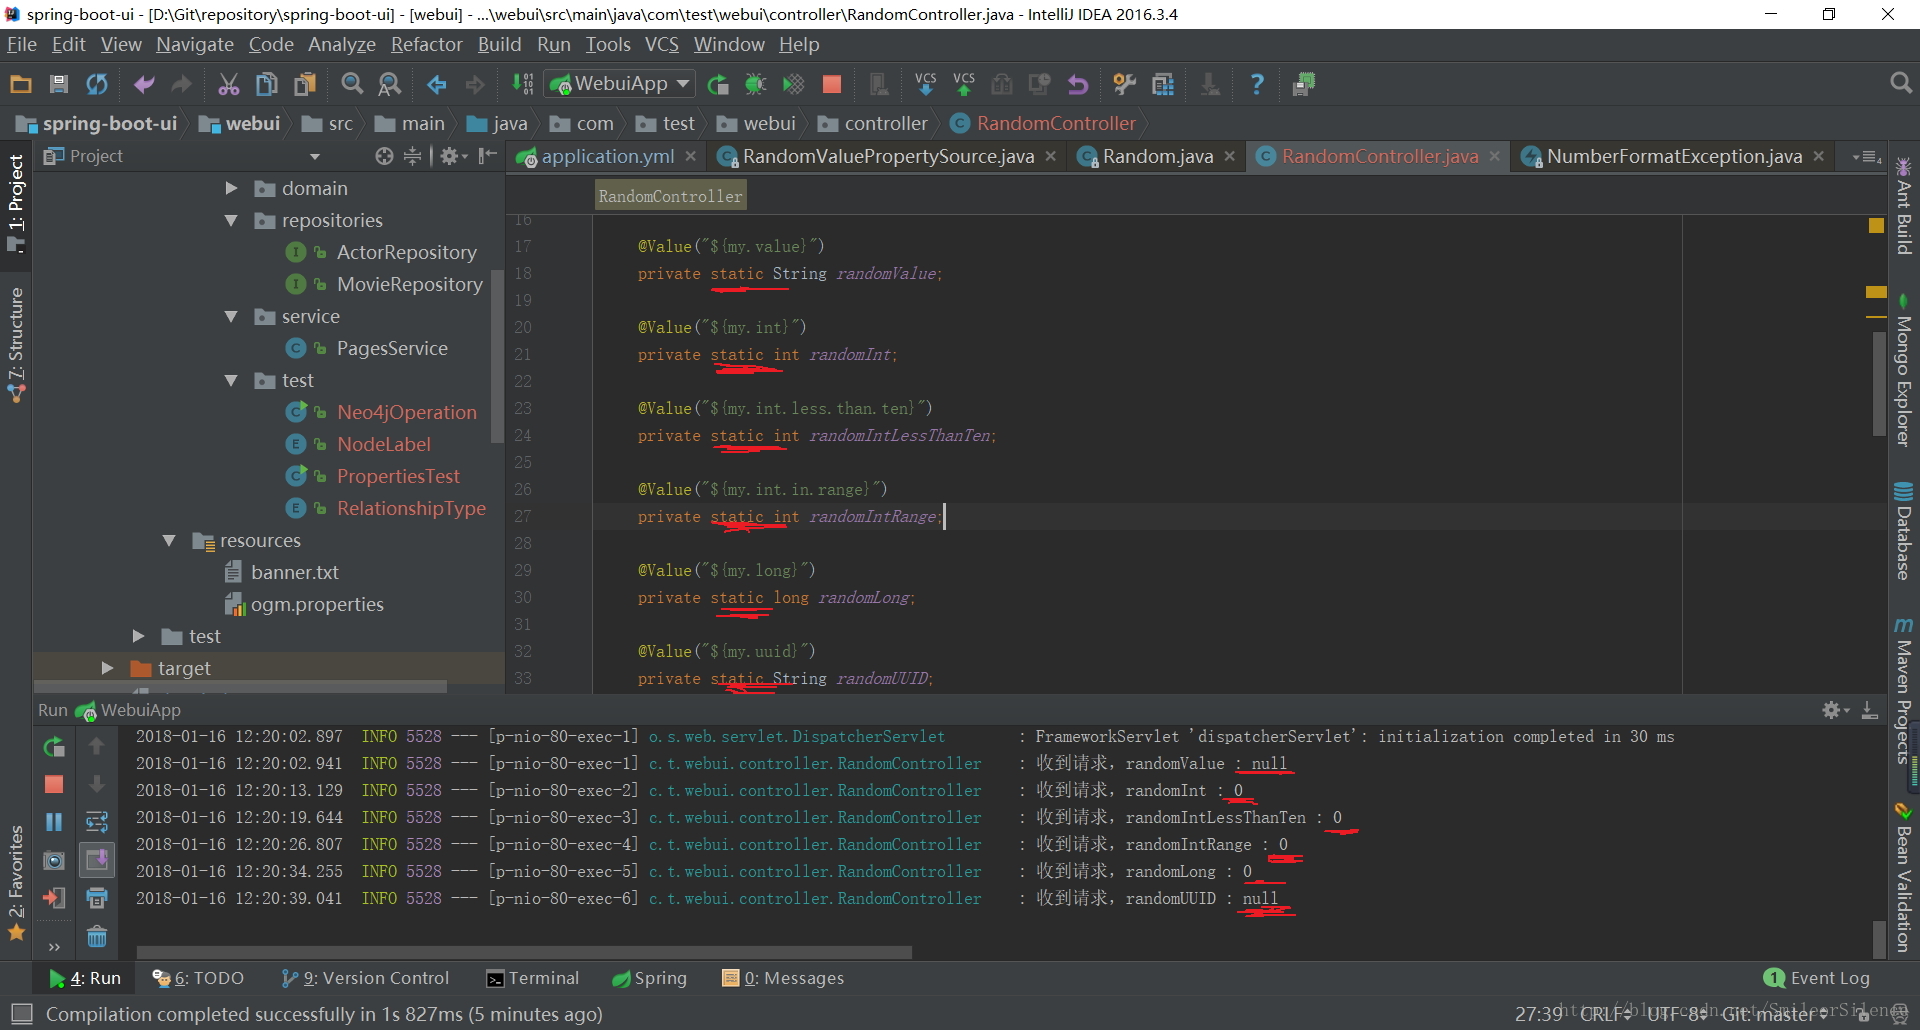 spring-boot-ui - [D:\Git\repository\spring-boot-ui] - [webui] - ...\webui\src\main\java\com\test\webui\controller\RandomController.java - IntelliJ IDEA 2016.3.4
File Edit View Navigate Code Analyze Refactor Build Run Tools VCS Window Help
WebuiApp VCS VCS
spring-boot-ui webui src main java com test webui controller RandomController
Project
application.yml RandomValuePropertySource.java Random.java RandomController.java NumberFormatException.java
1: Project
7: Structure
2: Favorites
domain
repositories
ActorRepository
MovieRepository
service
PagesService
test
Neo4jOperation
NodeLabel
PropertiesTest
RelationshipType
resources
banner.txt
ogm.properties
test
target
RandomController
16
17 @Value("${my.value}")
18 private static String randomValue;
19
20 @Value("${my.int}")
21 private static int randomInt;
22
23 @Value("${my.int.less.than.ten}")
24 private static int randomIntLessThanTen;
25
26 @Value("${my.int.in.range}")
27 private static int randomIntRange;
28
29 @Value("${my.long}")
30 private static long randomLong;
31
32 @Value("${my.uuid}")
33 private static String randomUUID;
Ant Build
Mongo Explorer
Database
Maven Projects
Bean Validation
Run WebuiApp
2018-01-16 12:20:02.897 INFO 5528 --- [p-nio-80-exec-1] o.s.web.servlet.DispatcherServlet : FrameworkServlet 'dispatcherServlet': initialization completed in 30 ms
2018-01-16 12:20:02.941 INFO 5528 --- [p-nio-80-exec-1] c.t.webui.controller.RandomController : 收到请求，randomValue : null
2018-01-16 12:20:13.129 INFO 5528 --- [p-nio-80-exec-2] c.t.webui.controller.RandomController : 收到请求，randomInt : 0
2018-01-16 12:20:19.644 INFO 5528 --- [p-nio-80-exec-3] c.t.webui.controller.RandomController : 收到请求，randomIntLessThanTen : 0
2018-01-16 12:20:26.807 INFO 5528 --- [p-nio-80-exec-4] c.t.webui.controller.RandomController : 收到请求，randomIntRange : 0
2018-01-16 12:20:34.255 INFO 5528 --- [p-nio-80-exec-5] c.t.webui.controller.RandomController : 收到请求，randomLong : 0
2018-01-16 12:20:39.041 INFO 5528 --- [p-nio-80-exec-6] c.t.webui.controller.RandomController : 收到请求，randomUUID : null
4: Run 6: TODO 9: Version Control Terminal Spring 0: Messages 1 Event Log
Compilation completed successfully in 1s 827ms (5 minutes ago) 27:39 CRLF UTF-8 Git: master